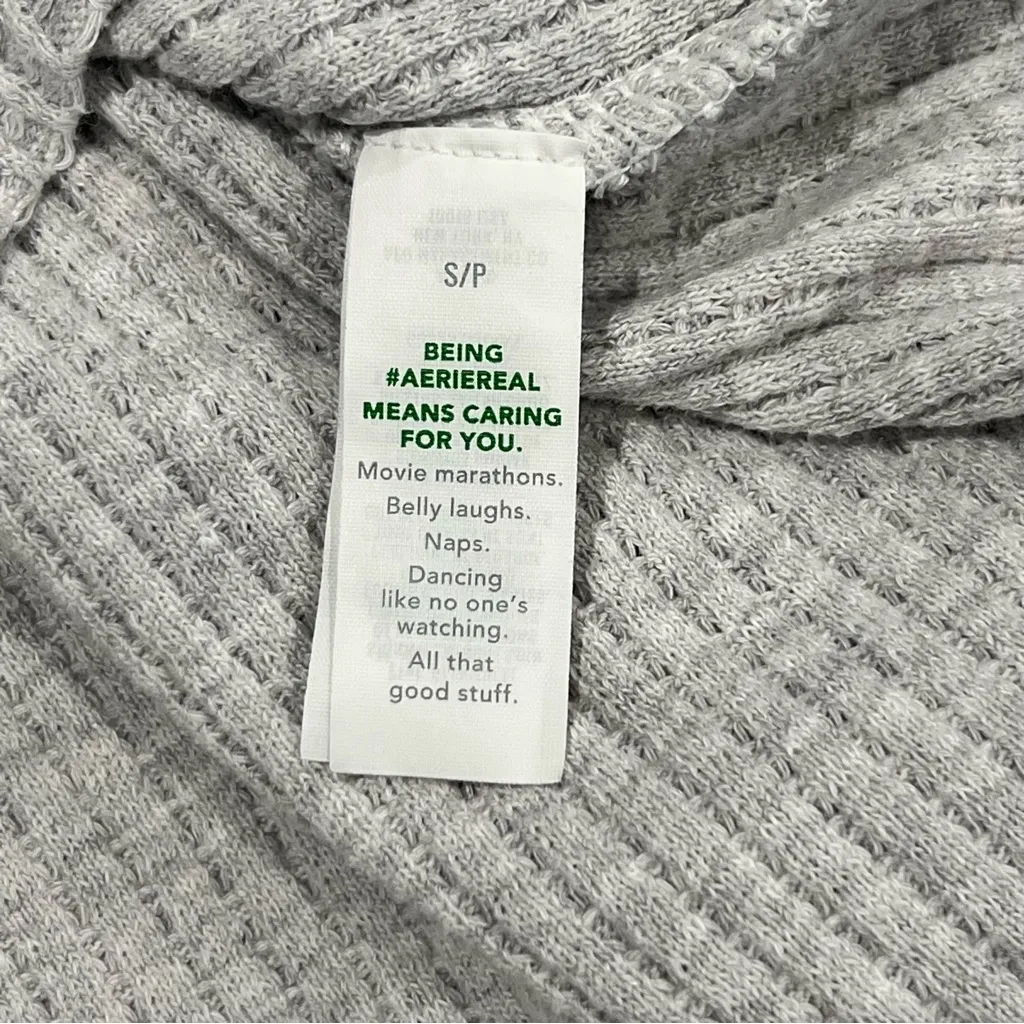 S/P
BEING
#AERIEREAL
MEANS CARING
FOR YOU.
Movie marathons.
Belly laughs.
Naps.
Dancing
like no one's
watching.
All that
good stuff.